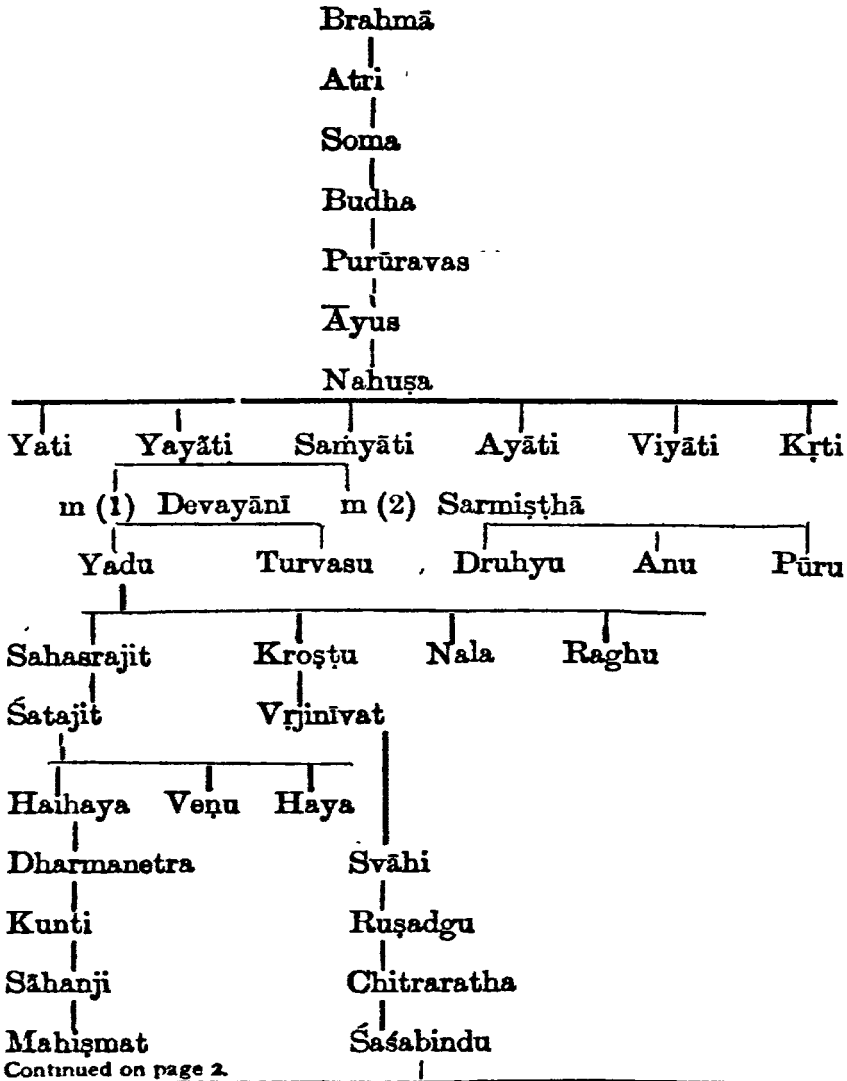 Brahmā
Atri
Soma
Budha
Purūravas
Āyus
Nahuṣa
Yati Yayāti Saṁyāti Ayāti Viyāti Kṛti
m (1) Devayānī m (2) Sarmiṣṭhā
Yadu Turvasu Druhyu Anu Pūru
Sahasrajit Kroṣṭu Nala Raghu
Śatajit Vṛjinīvat
Haihaya Veṇu Haya
Dharmanetra Svāhi
Kunti Ruṣadgu
Sāhanji Chitraratha
Mahiṣmat Śaśabindu
Continued on page 2.